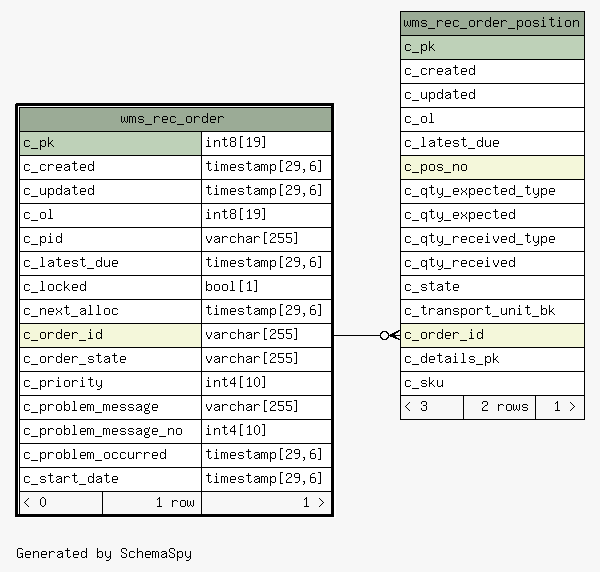 wms_rec_order_position
c_pk
c_created
c_updated
c_ol
c_latest_due
c_pos_no
c_qty_expected_type
c_qty_expected
c_qty_received_type
c_qty_received
c_state
c_transport_unit_bk
c_order_id
c_details_pk
c_sku
< 3 2 rows 1 >
wms_rec_order
c_pk int8[19]
c_created timestamp[29,6]
c_updated timestamp[29,6]
c_ol int8[19]
c_pid varchar[255]
c_latest_due timestamp[29,6]
c_locked bool[1]
c_next_alloc timestamp[29,6]
c_order_id varchar[255]
c_order_state varchar[255]
c_priority int4[10]
c_problem_message varchar[255]
c_problem_message_no int4[10]
c_problem_occurred timestamp[29,6]
c_start_date timestamp[29,6]
< 0 1 row 1 >
Generated by SchemaSpy